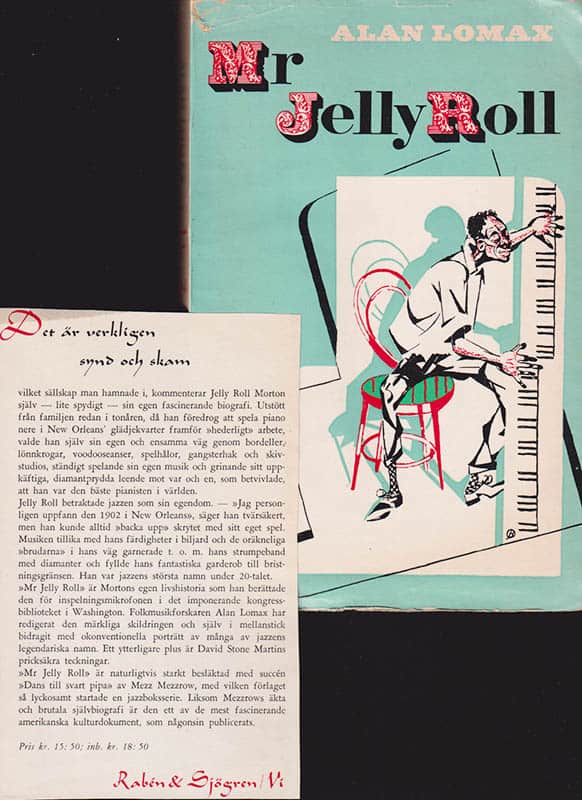 ALAN LOMAX
Mr
Jelly Roll
Det är verkligen
synd och skam
vilket sällskap man hamnade i, kommenterar Jelly Roll Morton
själv — lite spydigt — sin egen fascinerande biografi. Utstött
från familjen redan i tonåren, då han föredrog att spela piano
nere i New Orleans' glädjekvarter framför »hederligt» arbete,
valde han själv sin egen och ensamma väg genom bordeller,
lönnkrogar, voodooseanser, spelhålor, gangsterhak och skiv-
studios, ständigt spelande sin egen musik och grinande sitt upp-
käftiga, diamantprydda leende mot var och en, som betvivlade,
att han var den bäste pianisten i världen.
Jelly Roll betraktade jazzen som sin egendom. — »Jag person-
ligen uppfann den 1902 i New Orleans», säger han tvärsäkert,
men han kunde alltid »backa upp» skrytet med sitt eget spel.
Musiken tillika med hans färdigheter i biljard och de oräkneliga
»brudarna» i hans väg garnerade t. o. m. hans strumpeband
med diamanter och fyllde hans fantastiska garderob till brist-
ningsgränsen. Han var jazzens största namn under 20-talet.
»Mr Jelly Roll» är Mortons egen livshistoria som han berättade
den för inspelningsmikrofonen i det imponerande kongress-
biblioteket i Washington. Folkmusikforskaren Alan Lomax har
redigerat den märkliga skildringen och själv i mellanstick
bidragit med okonventionella porträtt av många av jazzens
legendariska namn. Ett ytterligare plus är David Stone Martins
pricksäkra teckningar.
»Mr Jelly Roll» är naturligtvis starkt besläktad med succén
»Dans till svart pipa» av Mezz Mezzrow, med vilken förlaget
så lyckosamt startade en jazzboksserie. Liksom Mezzrows äkta
och brutala självbiografi är den ett av de mest fascinerande
amerikanska kulturdokument, som någonsin publicerats.
Pris kr. 15: 50; inb. kr. 18: 50
Rabén & Sjögren/Vi